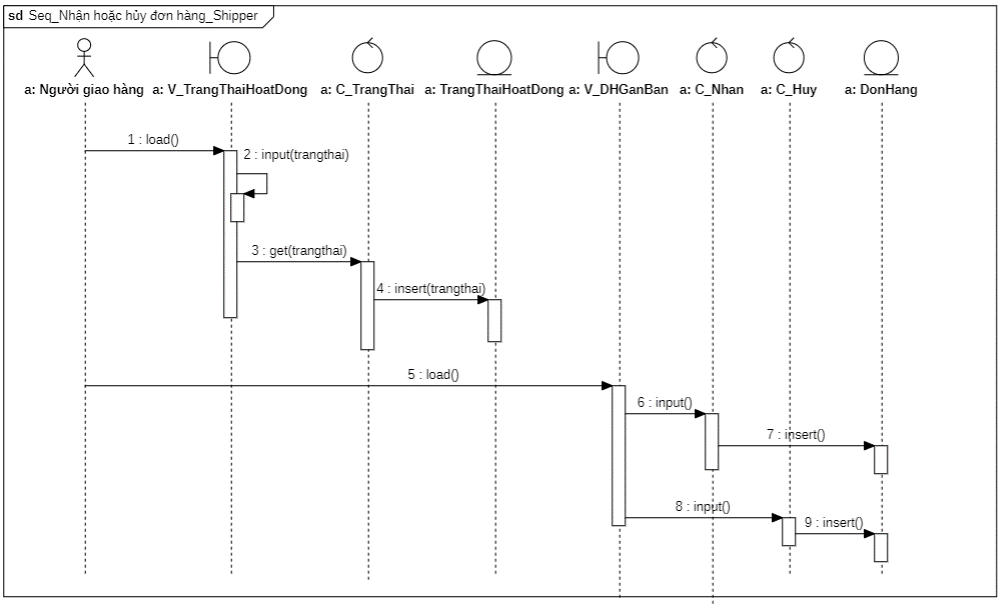 sd Seq_Nhận hoặc hủy đơn hàng_Shipper
a: Người giao hàng
a: V_TrangThaiHoatDong
a: C_TrangThai
a: TrangThaiHoatDong
a: V_DHGanBan
a: C_Nhan
a: C_Huy
a: DonHang
1 : load()
2 : input(trangthai)
3 : get(trangthai)
4 : insert(trangthai)
5 : load()
6 : input()
7 : insert()
8 : input()
9 : insert()